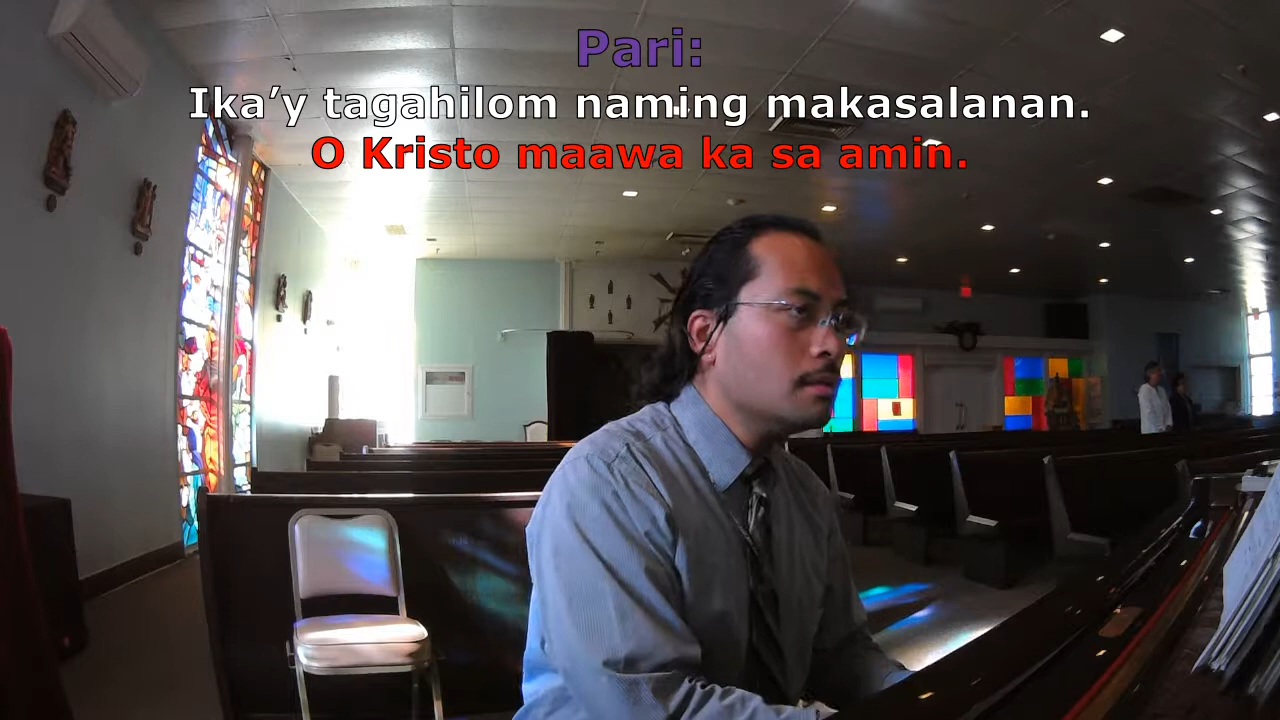 Pari:
Ika’y tagahilom naming makasalanan.
O Kristo maawa ka sa amin.